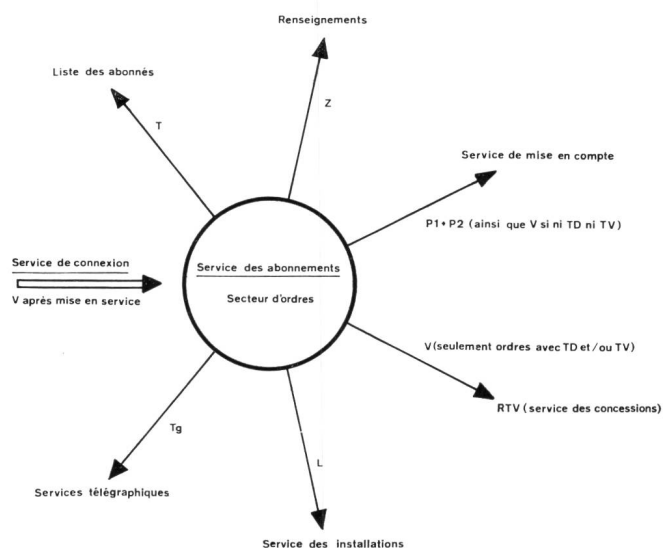 Renseignements
Liste des abonnés
Z
T
Service de mise en compte
P1+P2 (ainsi que V si ni TD ni TV)
Service de connexion
V après mise en service
Service des abonnements
Secteur d'ordres
V (seulement ordres avec TD et/ou TV)
RTV (service des concessions)
Tg
L
Services télégraphiques
Service des installations